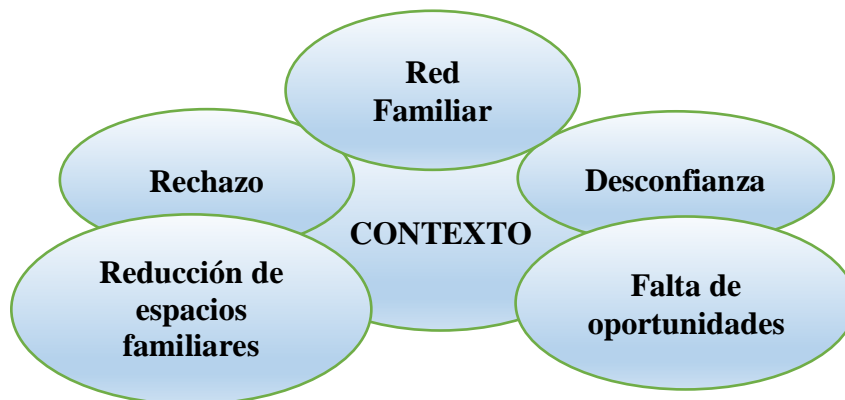 Red
Familiar
Rechazo
Desconfianza
CONTEXTO
Reducción de
espacios
familiares
Falta de
oportunidades